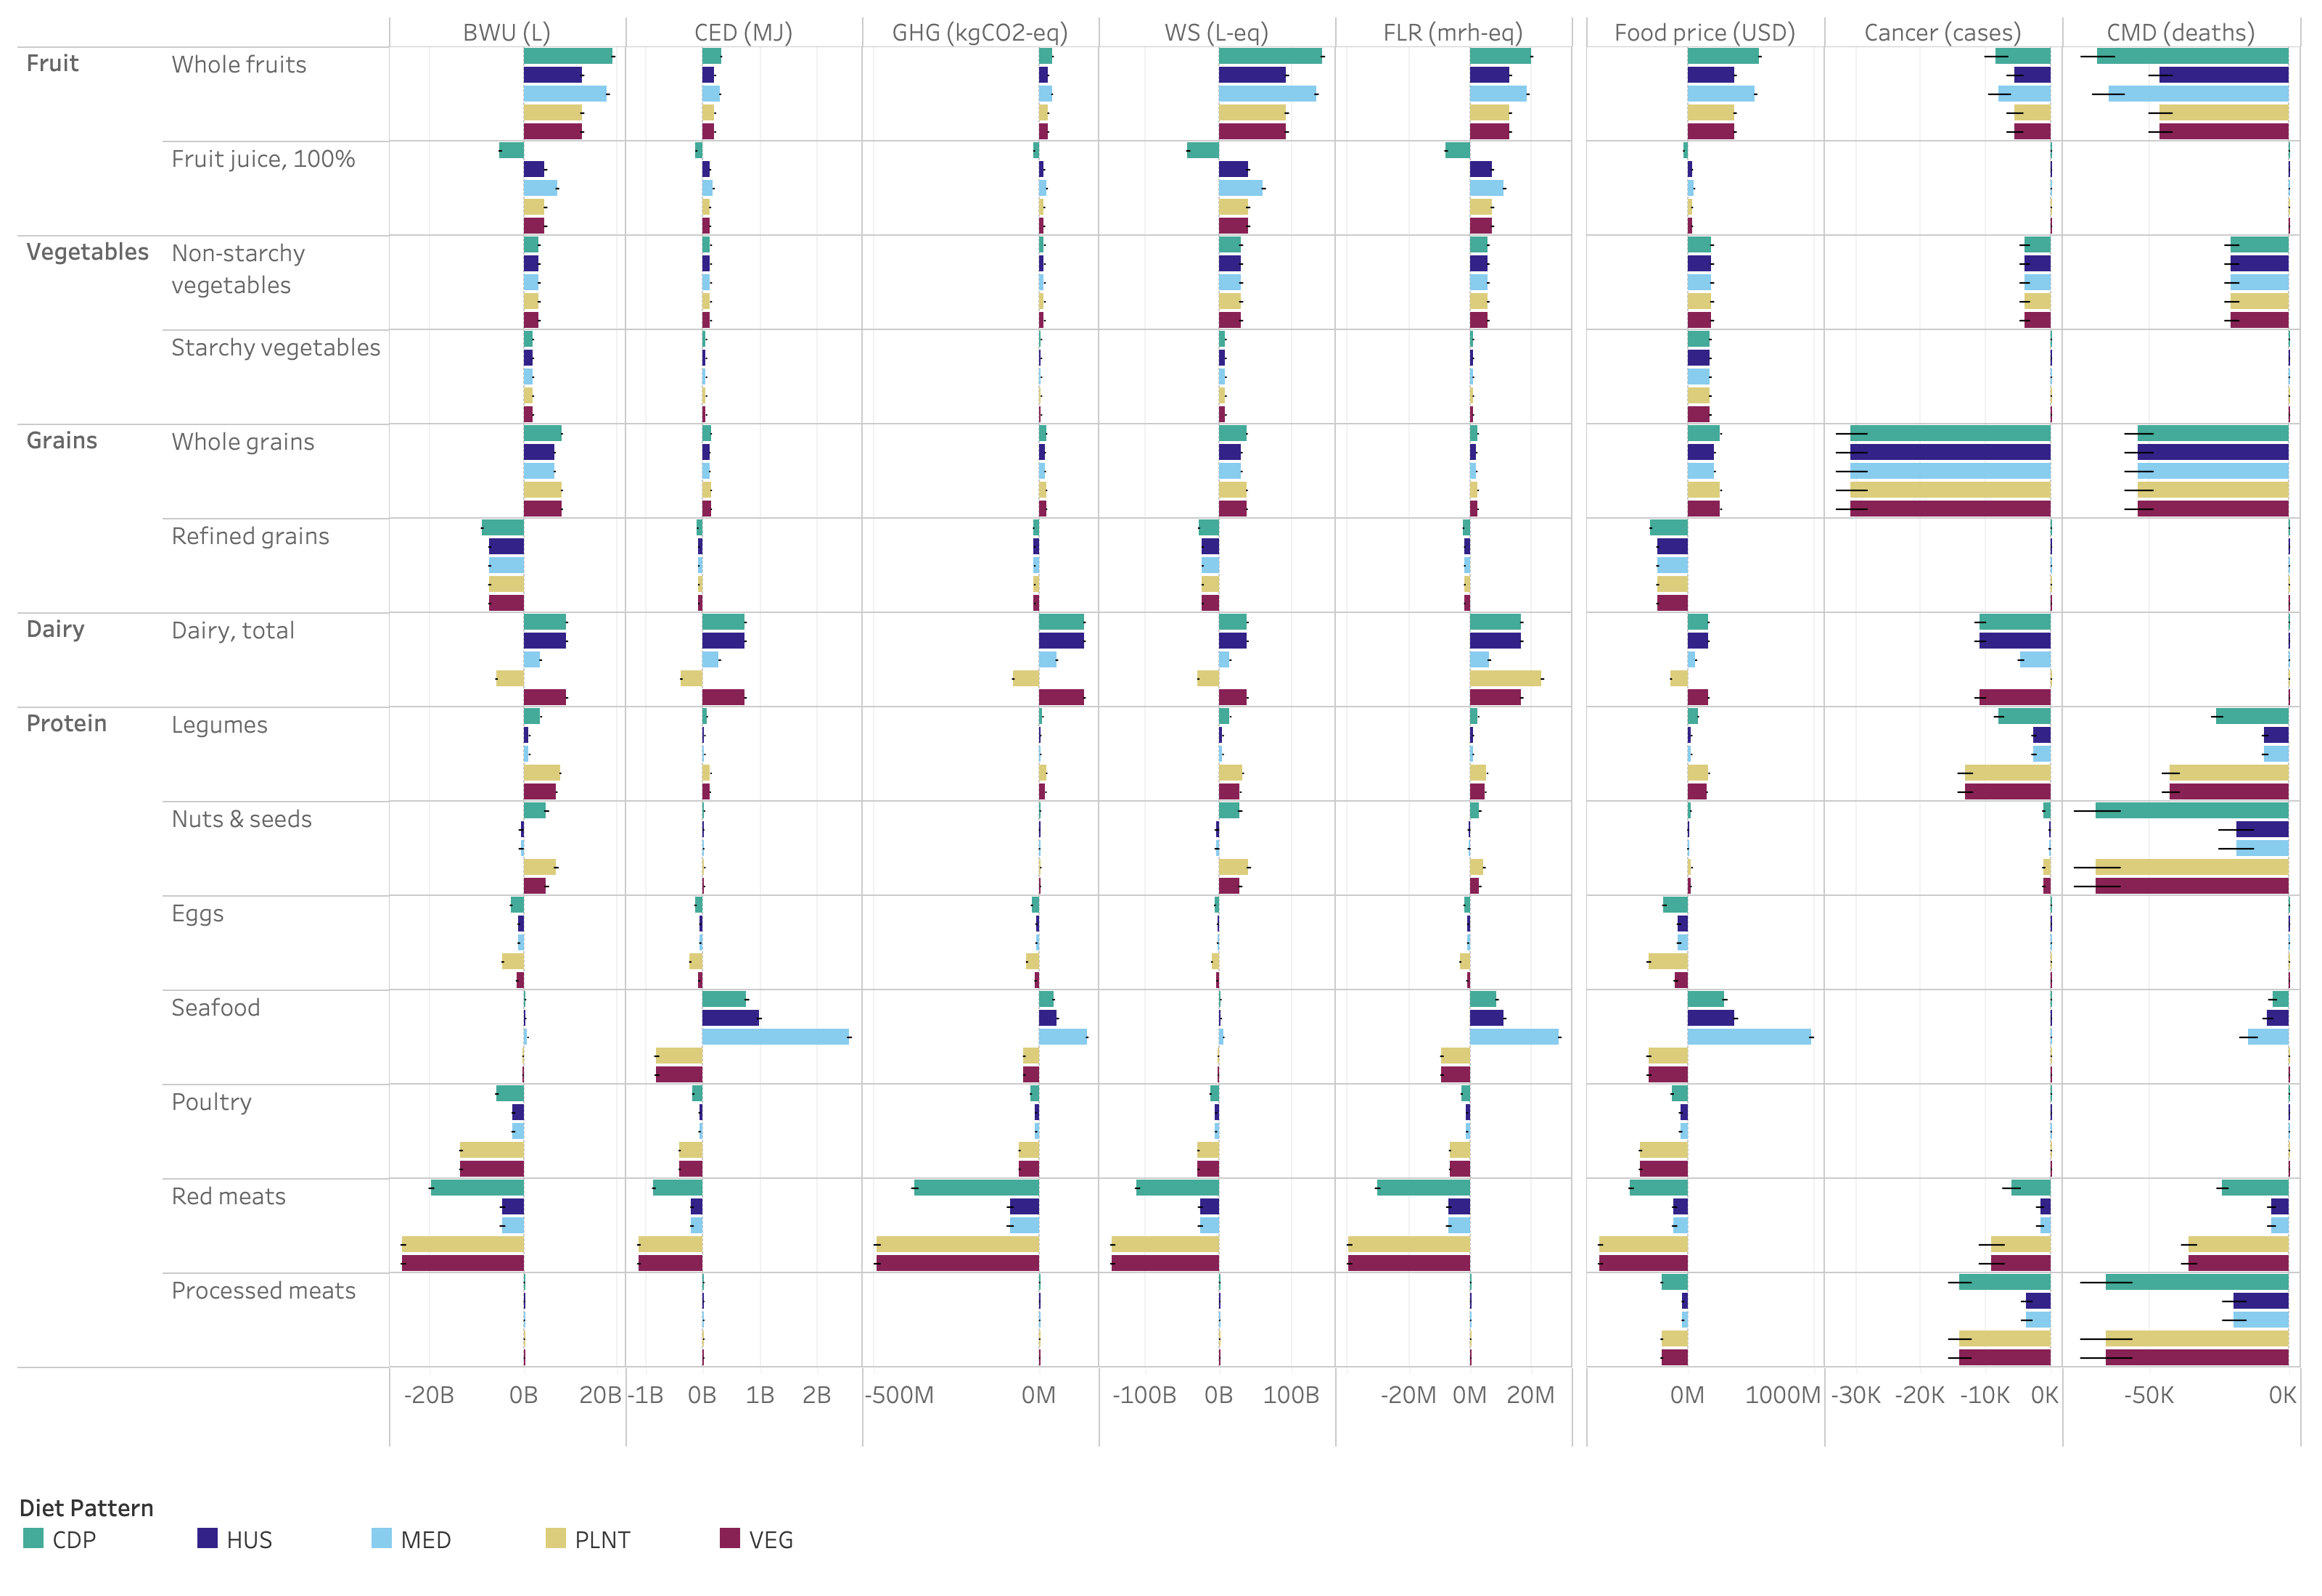 BWU (L) CED (MJ) GHG (kgCO2-eq) WS (L-eq) FLR (mrh-eq) Food price (USD) Cancer (cases) CMD (deaths)
Fruit Whole fruits
Fruit juice, 100%
Vegetables Non-starchy
vegetables
Starchy vegetables
Grains Whole grains
Refined grains
Dairy Dairy, total
Protein Legumes
Nuts & seeds
Eggs
Seafood
Poultry
Red meats
Processed meats
-20B 0B 20B -1B 0B 1B 2B -500M 0M -100B 0B 100B -20M 0M 20M 0M 1000M -30K -20K -10K 0K -50K 0K
Diet Pattern
CDP HUS MED PLNT VEG